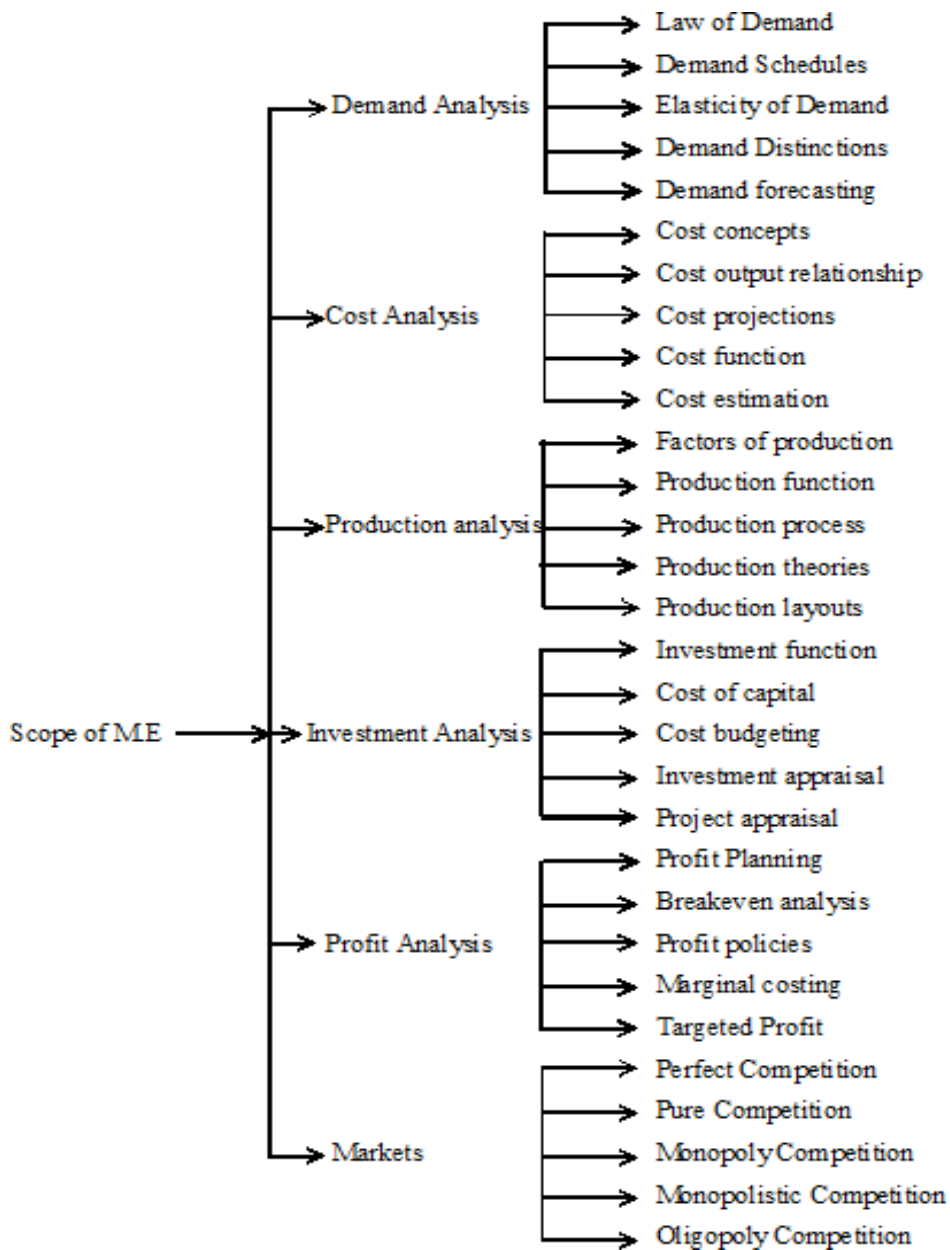 Law of Demand
Demand Schedules
Demand Analysis
Elasticity of Demand
Demand Distinctions
Demand forecasting
Cost concepts
Cost output relationship
Cost Analysis
Cost projections
Cost function
Cost estimation
Factors of production
Production function
Production analysis
Production process
Production theories
Production layouts
Investment function
Cost of capital
Scope of M.E
Investment Analysis
Cost budgeting
Investment appraisal
Project appraisal
Profit Planning
Breakeven analysis
Profit Analysis
Profit policies
Marginal costing
Targeted Profit
Perfect Competition
Pure Competition
Markets
Monopoly Competition
Monopolistic Competition
Oligopoly Competition